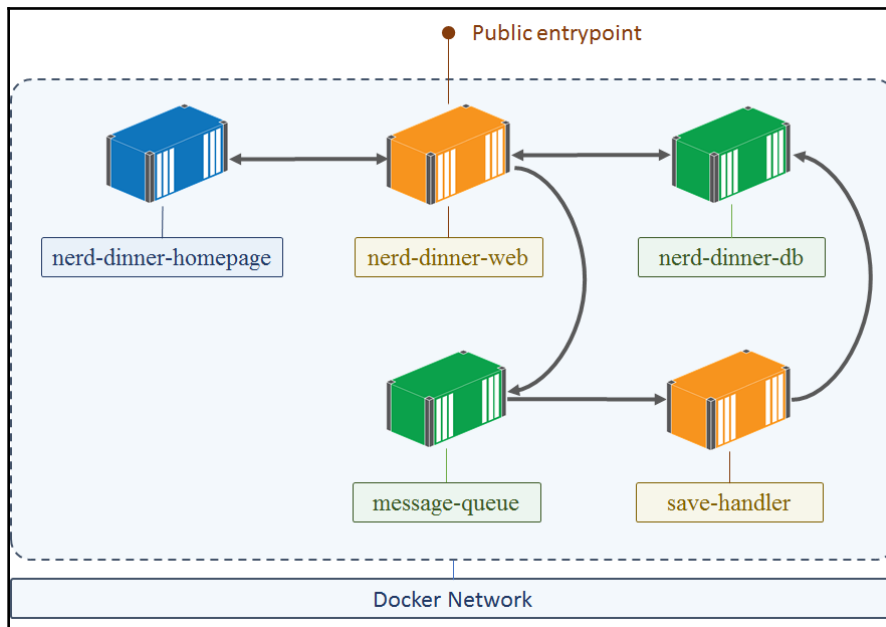 Public entrypoint
nerd-dinner-homepage
nerd-dinner-web
nerd-dinner-db
message-queue
save-handler
Docker Network